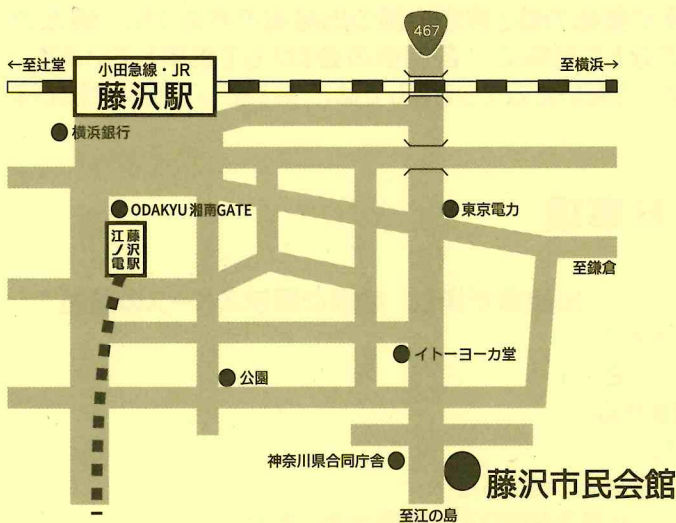 467
←至辻堂
小田急線・JR
藤沢駅
至横浜→
横浜銀行
ODAKYU 湘南GATE
東京電力
藤沢駅
江ノ電
至鎌倉
イトーヨーカ堂
公園
神奈川県合同庁舎
藤沢市民会館
至江の島